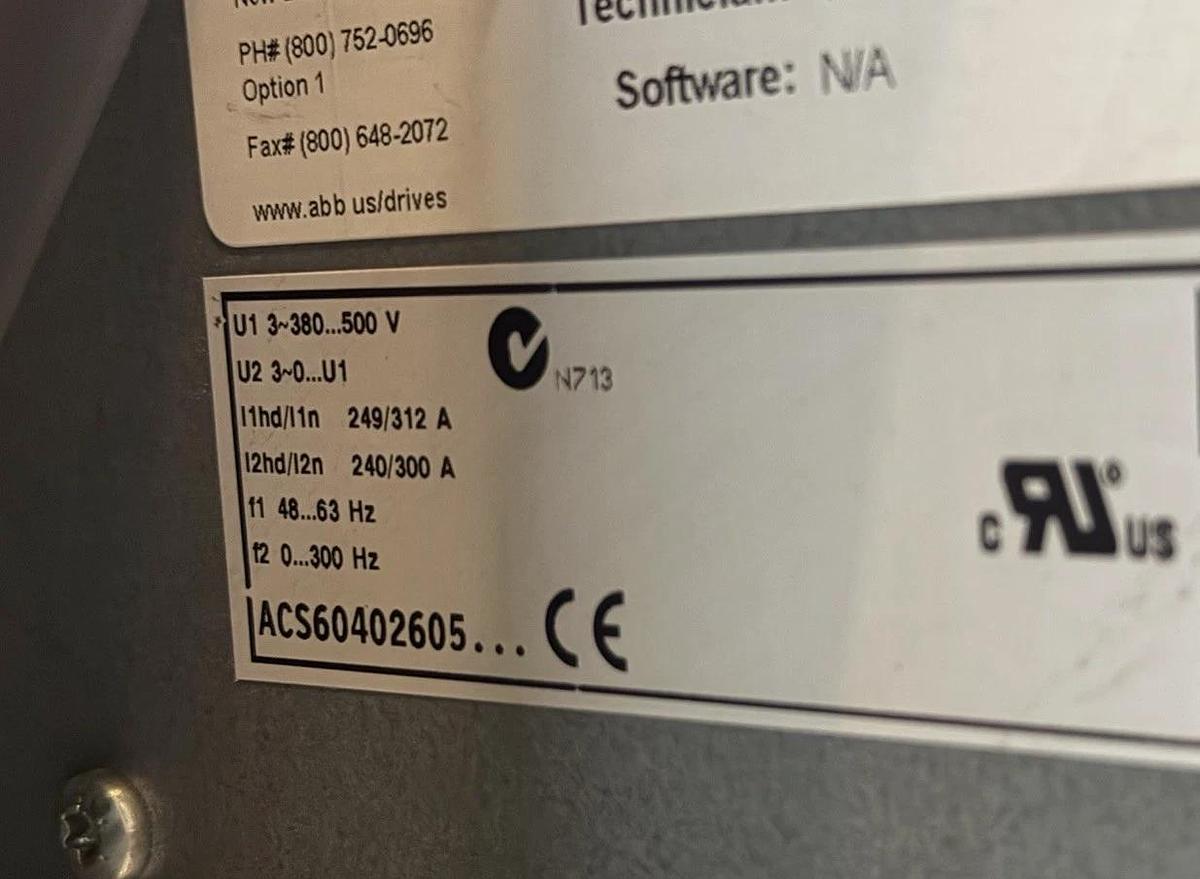 PH# (800) 752-0696
Option 1
Fax# (800) 648-2072
www.abb us/drives
Software: N/A
U1 3~380...500 V
U2 3~0...U1
I1hd/I1n 249/312 A
I2hd/I2n 240/300 A
f1 48...63 Hz
f2 0...300 Hz
N713
ACS60402605... CE
c RU US